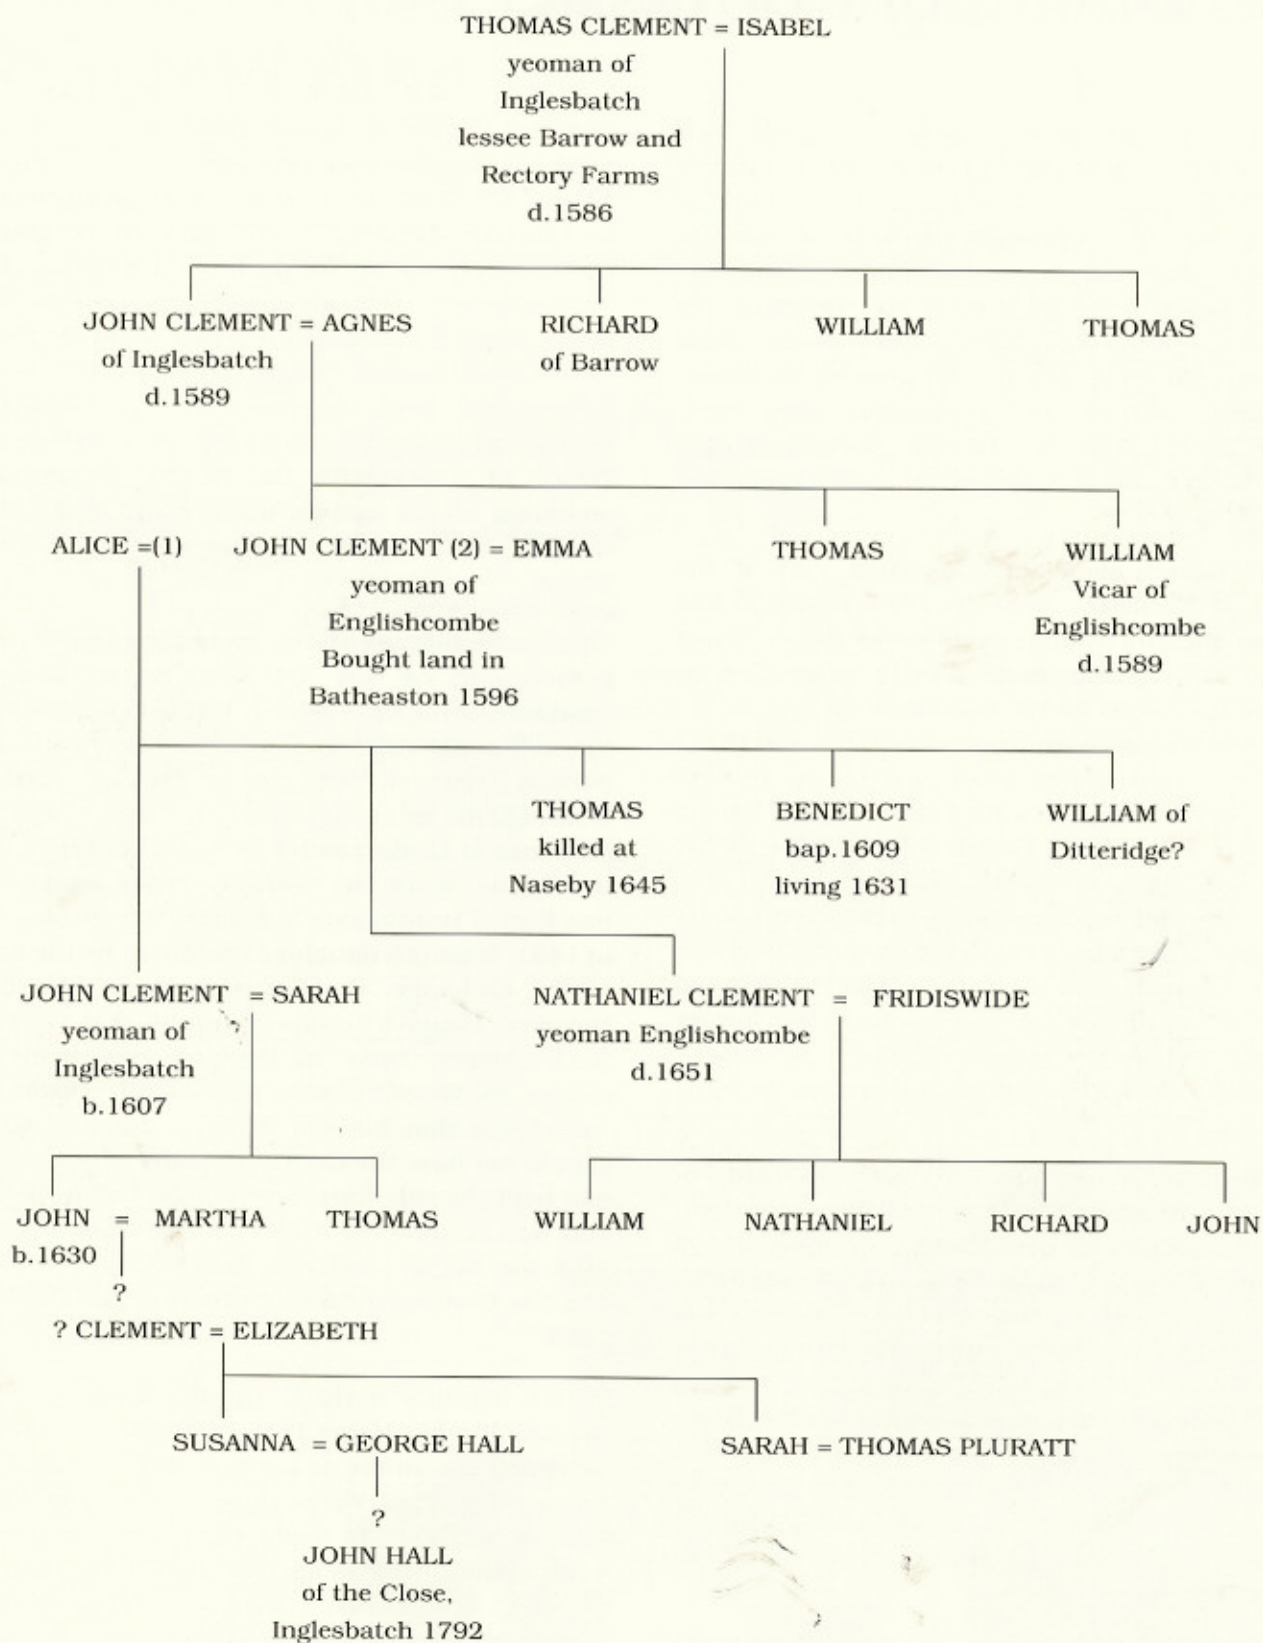 THOMAS CLEMENT = ISABEL
yeoman of
Inglesbatch
lessee Barrow and
Rectory Farms
d.1586
JOHN CLEMENT = AGNES
of Inglesbatch
d.1589
RICHARD
of Barrow
WILLIAM
THOMAS
ALICE =(1) JOHN CLEMENT (2) = EMMA
yeoman of
Englishcombe
Bought land in
Batheaston 1596
THOMAS
WILLIAM
Vicar of
Englishcombe
d.1589
THOMAS
killed at
Naseby 1645
BENEDICT
bap.1609
living 1631
WILLIAM of
Ditteridge?
JOHN CLEMENT = SARAH
yeoman of
Inglesbatch
b.1607
NATHANIEL CLEMENT = FRIDISWIDE
yeoman Englishcombe
d.1651
JOHN = MARTHA
b.1630
?
THOMAS
WILLIAM
NATHANIEL
RICHARD
JOHN
? CLEMENT = ELIZABETH
SUSANNA = GEORGE HALL
?
JOHN HALL
of the Close,
Inglesbatch 1792
SARAH = THOMAS PLURATT